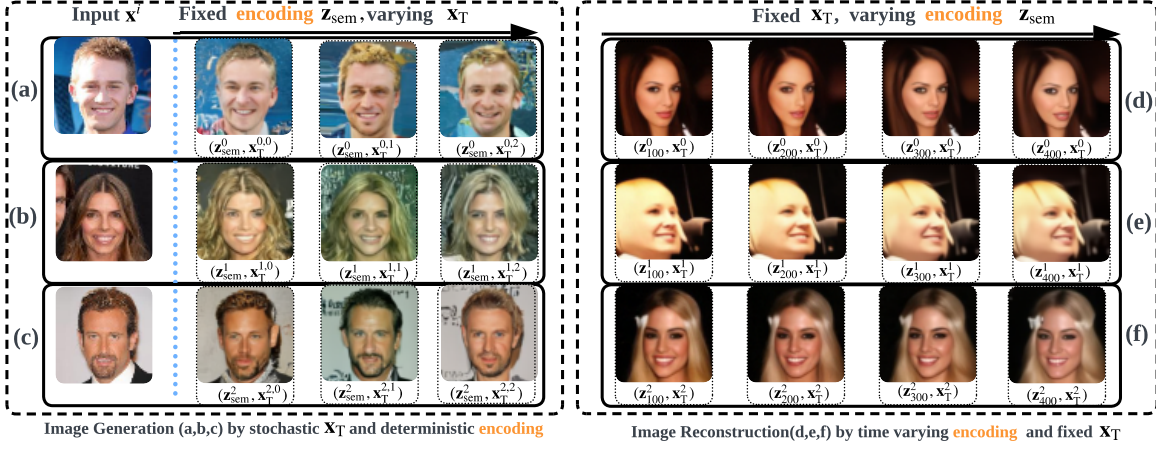 Input x^i
Fixed encoding z_sem, varying x_T
(a)
(z^0_sem, x^{0,0}_T) (z^0_sem, x^{0,1}_T) (z^0_sem, x^{0,2}_T)
(b)
(z^1_sem, x^{1,0}_T) (z^1_sem, x^{1,1}_T) (z^1_sem, x^{1,2}_T)
(c)
(z^2_sem, x^{2,0}_T) (z^2_sem, x^{2,1}_T) (z^2_sem, x^{2,2}_T)
Image Generation (a,b,c) by stochastic x_T and deterministic encoding
Fixed x_T, varying encoding z_sem
(d)
(z^0_100, x^0_T) (z^0_200, x^0_T) (z^0_300, x^0_T) (z^0_400, x^0_T)
(e)
(z^1_100, x^1_T) (z^1_200, x^1_T) (z^1_300, x^1_T) (z^1_400, x^1_T)
(f)
(z^2_100, x^2_T) (z^2_200, x^2_T) (z^2_300, x^2_T) (z^2_400, x^2_T)
Image Reconstruction(d,e,f) by time varying encoding and fixed x_T